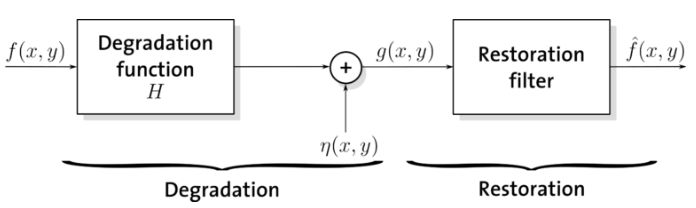 f(x, y)
Degradation
function
H
+
g(x, y)
Restoration
filter
f̂(x, y)
η(x, y)
Degradation
Restoration